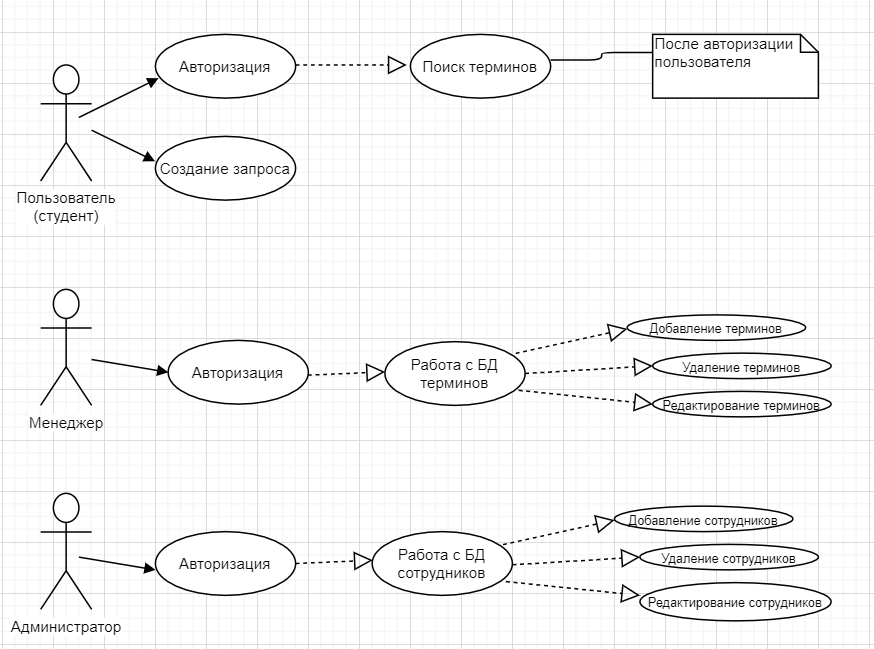 Авторизация
Поиск терминов
После авторизации
пользователя
Создание запроса
Пользователь
(студент)
Авторизация
Работа с БД
терминов
Добавление терминов
Удаление терминов
Редактирование терминов
Менеджер
Авторизация
Работа с БД
сотрудников
Добавление сотрудников
Удаление сотрудников
Редактирование сотрудников
Администратор